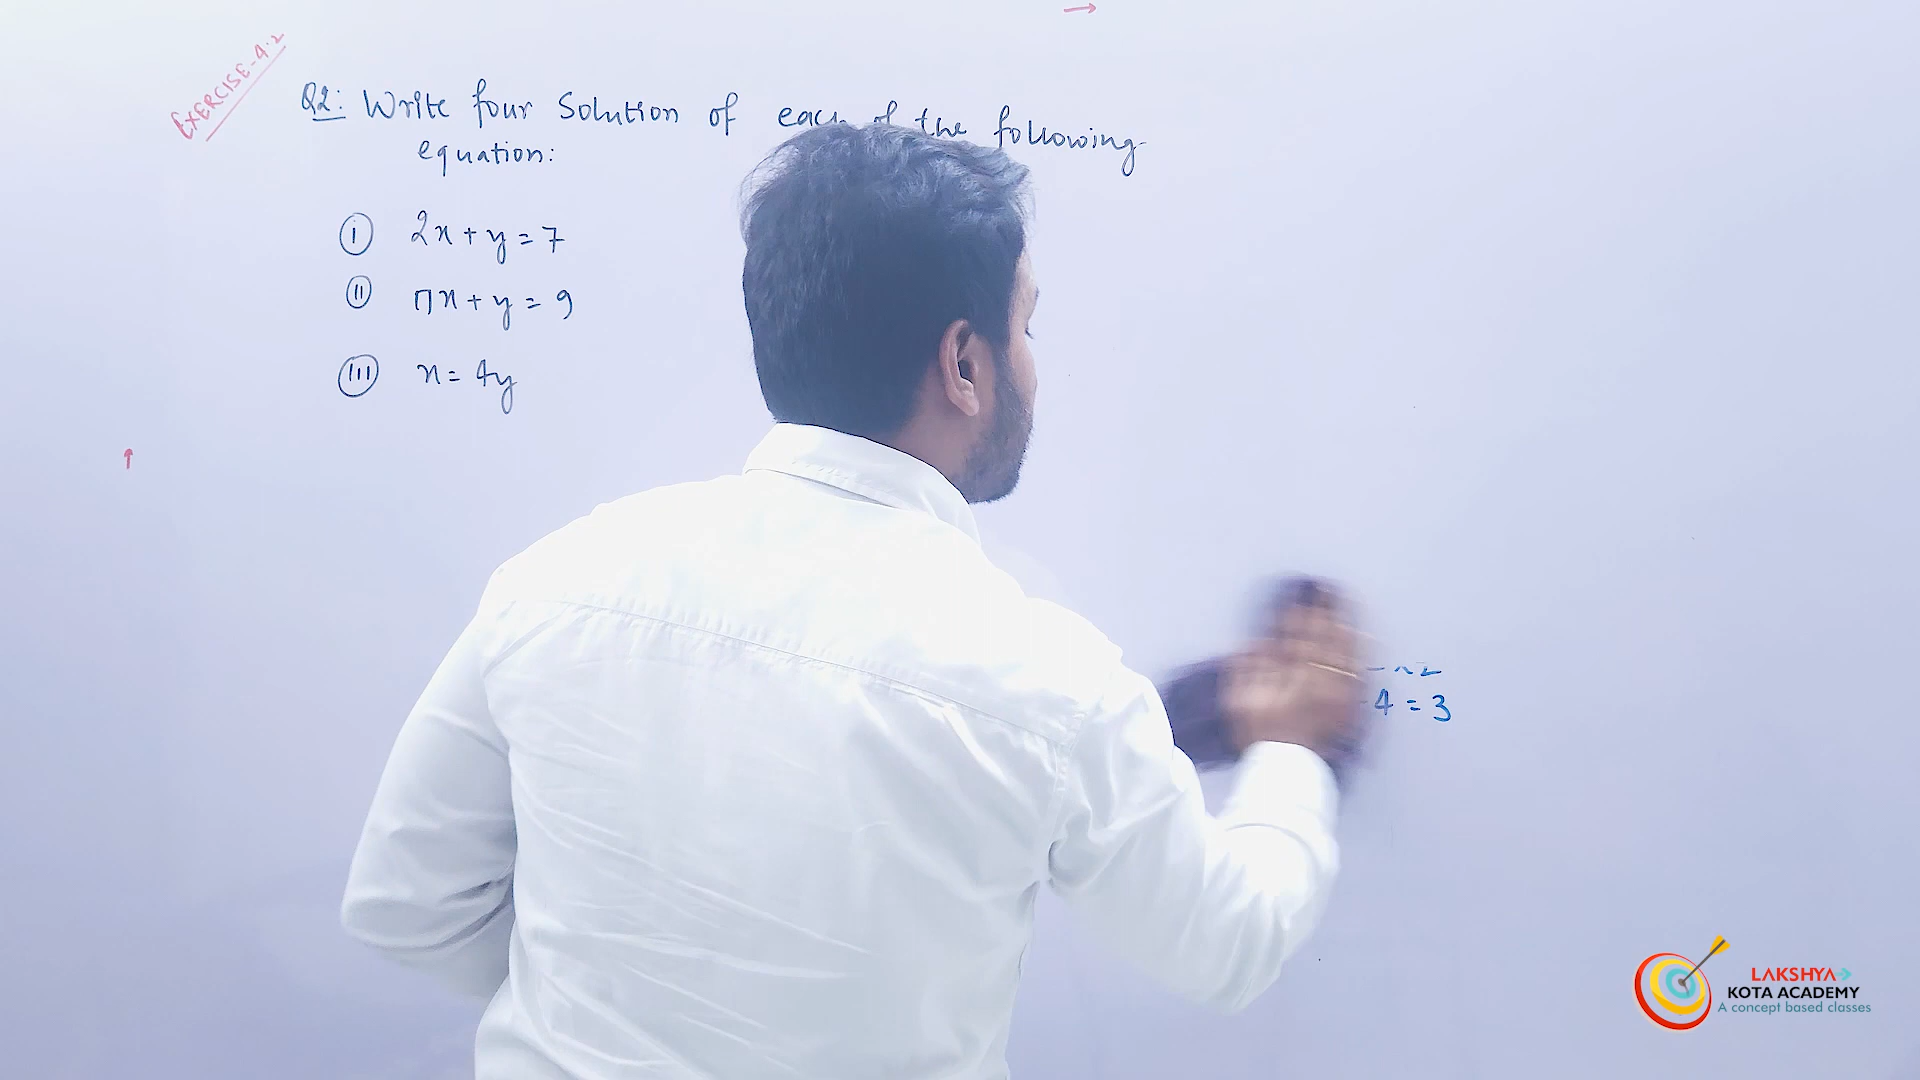 EXERCISE-4.2
Q2: Write four Solution of each of the following
equation:
(i) 2x + y = 7
(ii) πx + y = 9
(iii) x = 4y
4 = 3
LAKSHYA
KOTA ACADEMY
A concept based classes